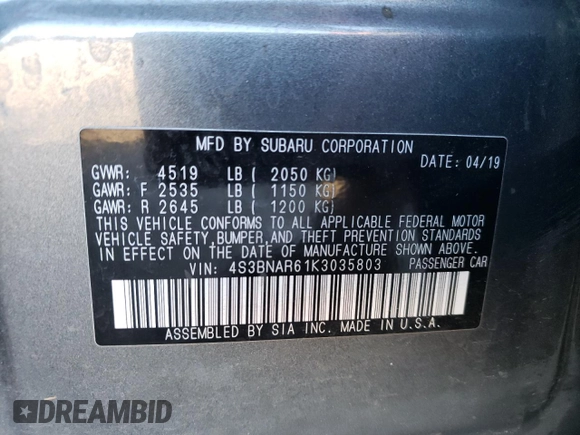 MFD BY SUBARU CORPORATION
DATE: 04/19
GVWR: 4519 LB ( 2050 KG)
GAWR: F 2535 LB ( 1150 KG)
GAWR: R 2645 LB ( 1200 KG)
THIS VEHICLE CONFORMS TO ALL APPLICABLE FEDERAL MOTOR
VEHICLE SAFETY,BUMPER,AND THEFT PREVENTION STANDARDS
IN EFFECT ON THE DATE OF MANUFACTURE SHOWN ABOVE.
VIN: 4S3BNAR61K3035803 PASSENGER CAR
ASSEMBLED BY SIA INC. MADE IN U.S.A.
DREAMBID